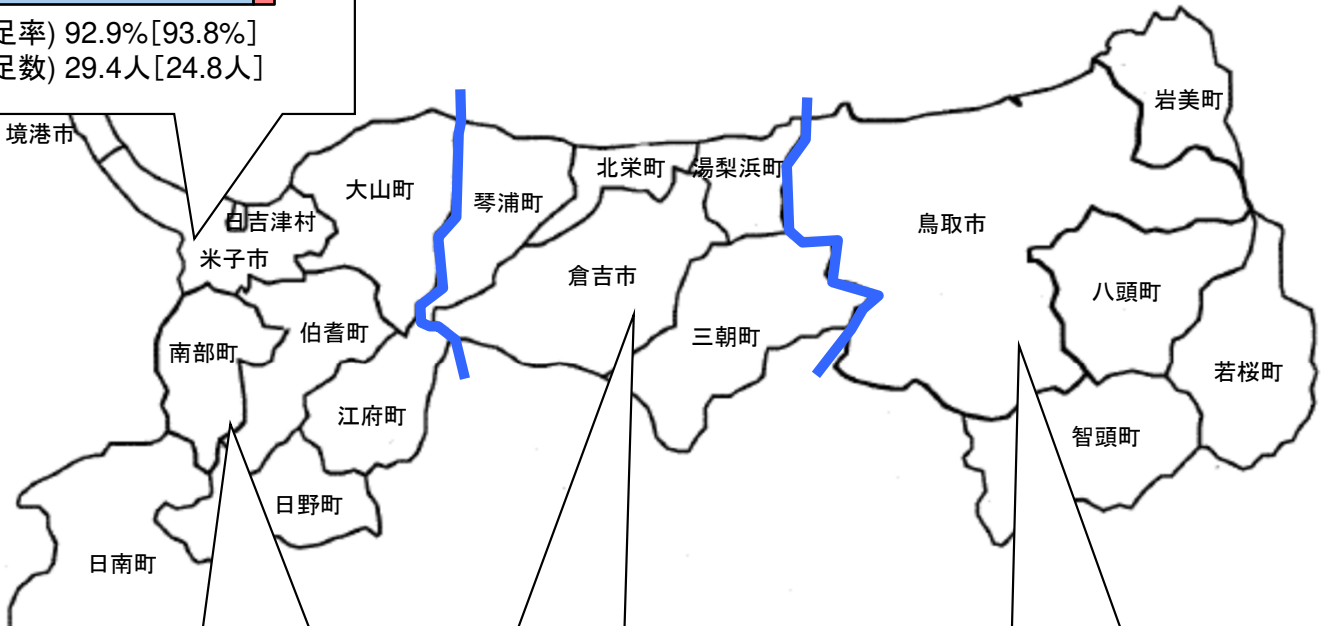 足率) 92.9%[93.8%]
足数) 29.4人[24.8人]
境港市
岩美町
大山町
北栄町
湯梨浜町
琴浦町
日吉津村
鳥取市
米子市
倉吉市
八頭町
伯耆町
三朝町
南部町
若桜町
江府町
智頭町
日野町
日南町